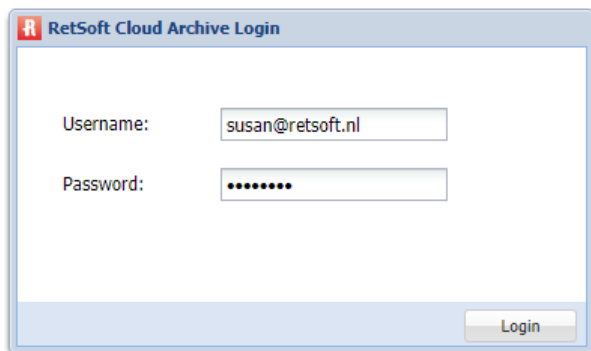 RetSoft Cloud Archive Login
Username: susan@retsoft.nl
Password: ••••••••
Login